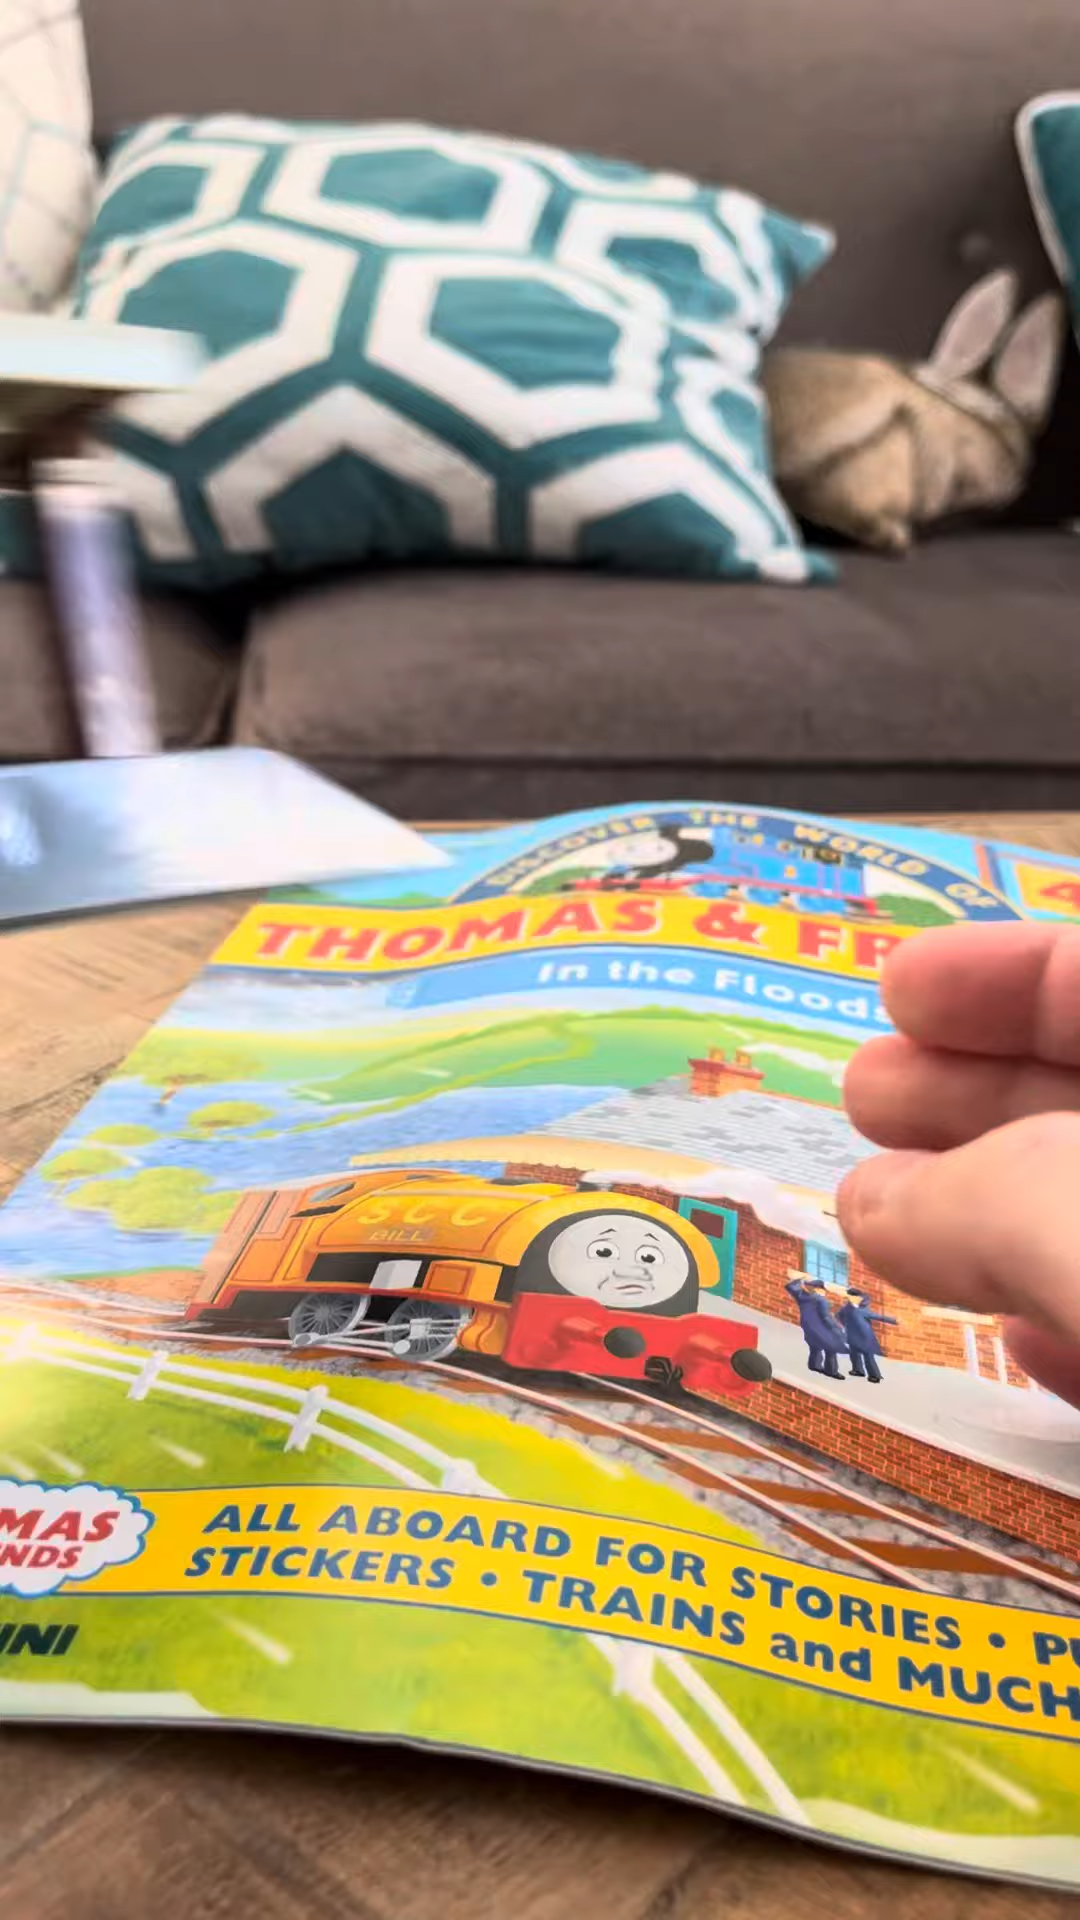 DISCOVER THE WORLD OF
4
THOMAS & FR
In the Floods
SCC
BILL
MAS
NDS
ALL ABOARD FOR STORIES • PU
STICKERS • TRAINS and MUCH
INI